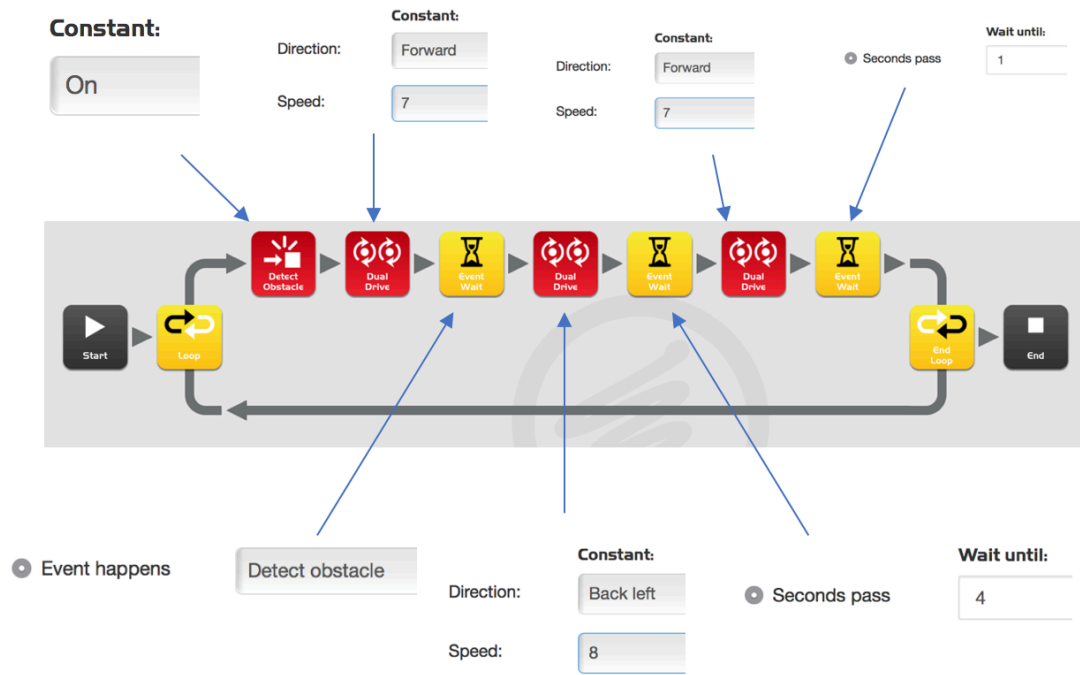 Constant:
On
Constant:
Direction:
Forward
Speed:
7
Constant:
Direction:
Forward
Speed:
7
Wait until:
Seconds pass
1
Detect
Obstacle
Dual
Drive
Event
Wait
Dual
Drive
Event
Wait
Dual
Drive
Event
Wait
Start
Loop
End
Loop
End
Event happens
Detect obstacle
Constant:
Direction:
Back left
Speed:
8
Wait until:
Seconds pass
4